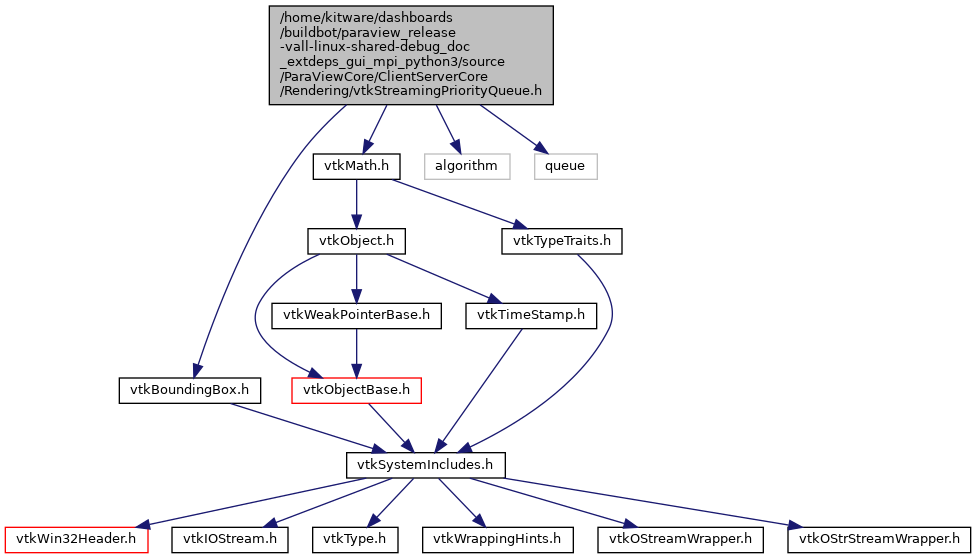 /home/kitware/dashboards
/buildbot/paraview_release
-vall-linux-shared-debug_doc
_extdeps_gui_mpi_python3/source
/ParaViewCore/ClientServerCore
/Rendering/vtkStreamingPriorityQueue.h
vtkMath.h
algorithm
queue
vtkObject.h
vtkTypeTraits.h
vtkWeakPointerBase.h
vtkTimeStamp.h
vtkBoundingBox.h
vtkObjectBase.h
vtkSystemIncludes.h
vtkWin32Header.h
vtkIOStream.h
vtkType.h
vtkWrappingHints.h
vtkOStreamWrapper.h
vtkOStrStreamWrapper.h